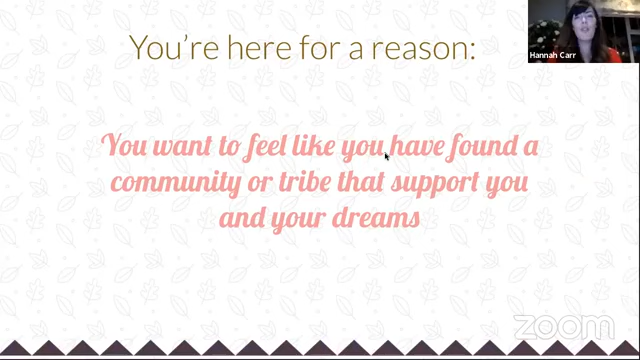 You're here for a reason:
Hannah Carr
You want to feel like you have found a
community or tribe that support you
and your dreams
zoom